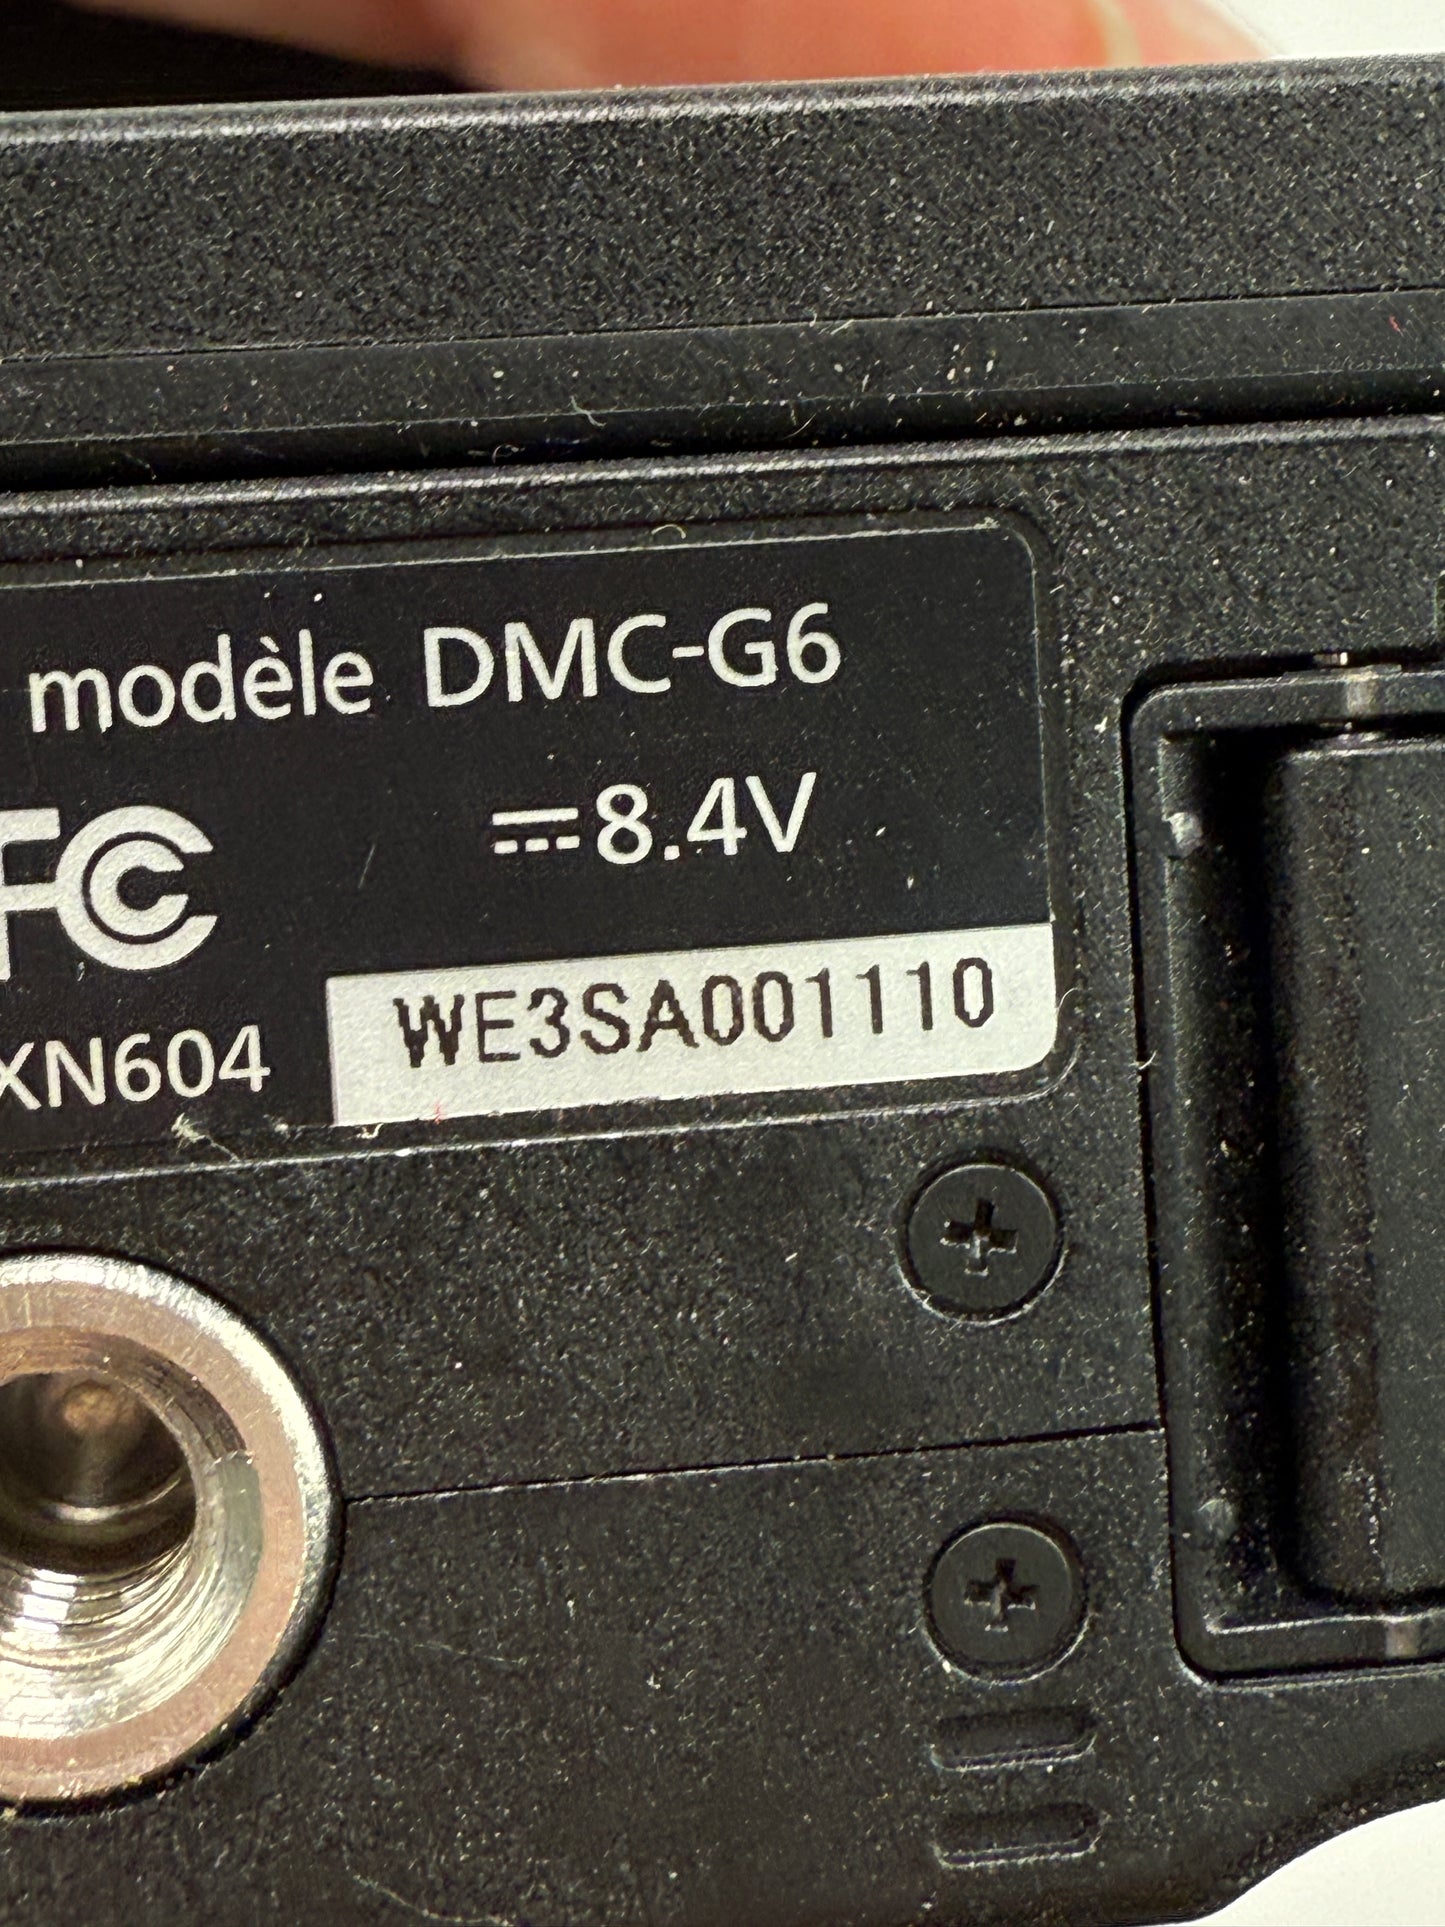 modèle DMC-G6
FC ⎓8.4V
XN604 WE3SA001110